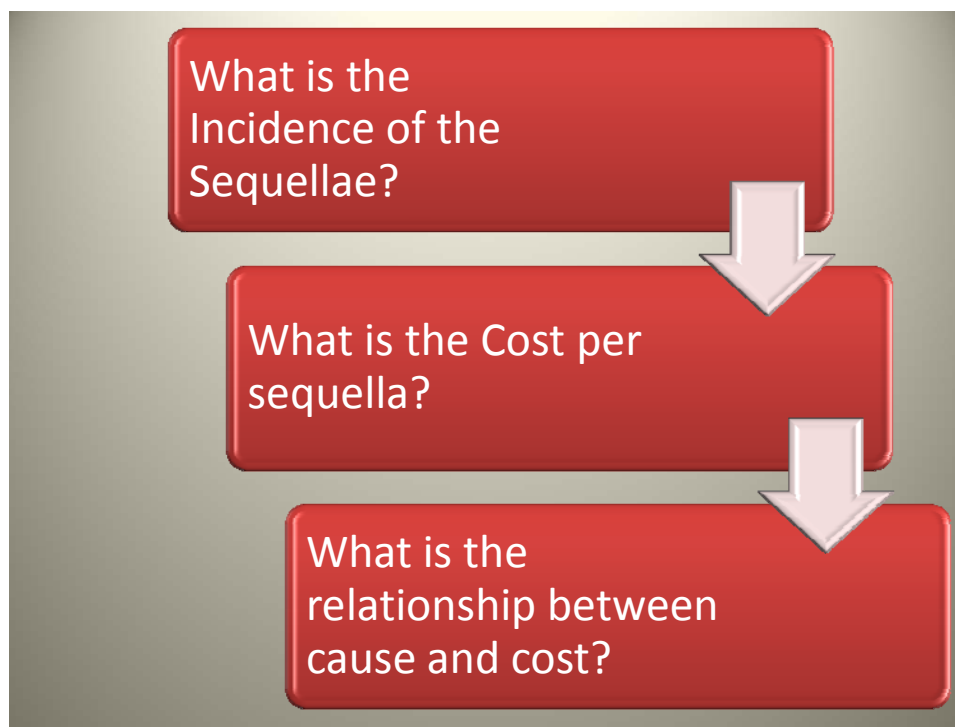 What is the
Incidence of the
Sequellae?
What is the Cost per
sequella?
What is the
relationship between
cause and cost?